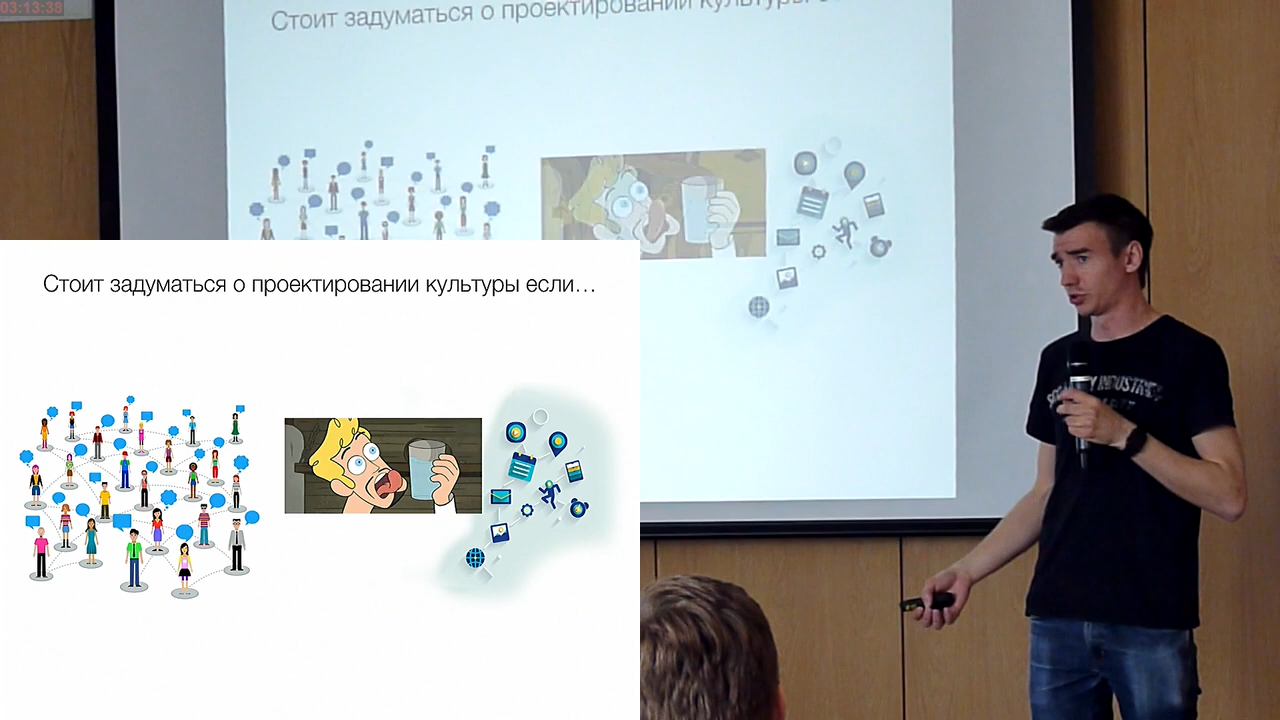 03:13:38
Стоит задуматься о проектировании культуры
Стоит задуматься о проектировании культуры если...